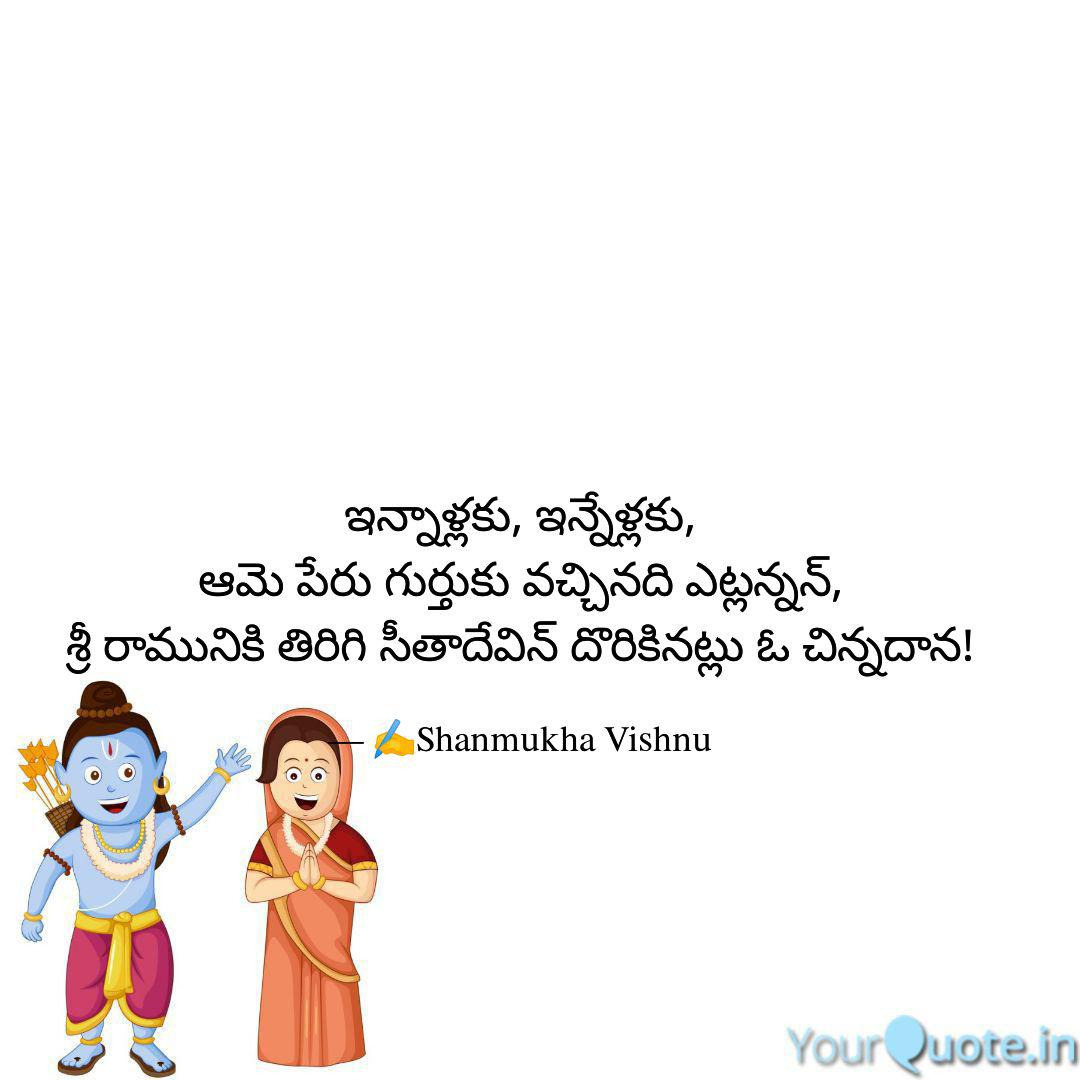 ఇన్నాళ్లకు, ఇన్నేళ్లకు,
ఆమె పేరు గుర్తుకు వచ్చినది ఎట్లన్నన్,
శ్రీ రామునికి తిరిగి సీతాదేవిన్ దొరికినట్లు ఓ చిన్నదాన!
— ✍️Shanmukha Vishnu
YourQuote.in